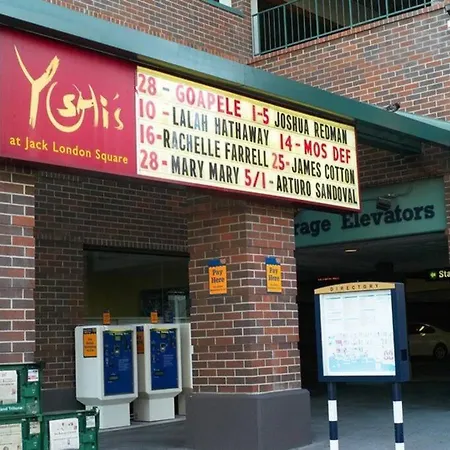 YOSHi's
at Jack London Square
28 - GOAPELE 1-5 JOSHUA REDMAN
10 - LALAH HATHAWAY 14 - MOS DEF
16 - RACHELLE FARRELL 25 - JAMES COTTON
28 - MARY MARY 5/1 - ARTURO SANDOVAL
rage Elevators
Pay Here
Pay Here
DIRECTORY